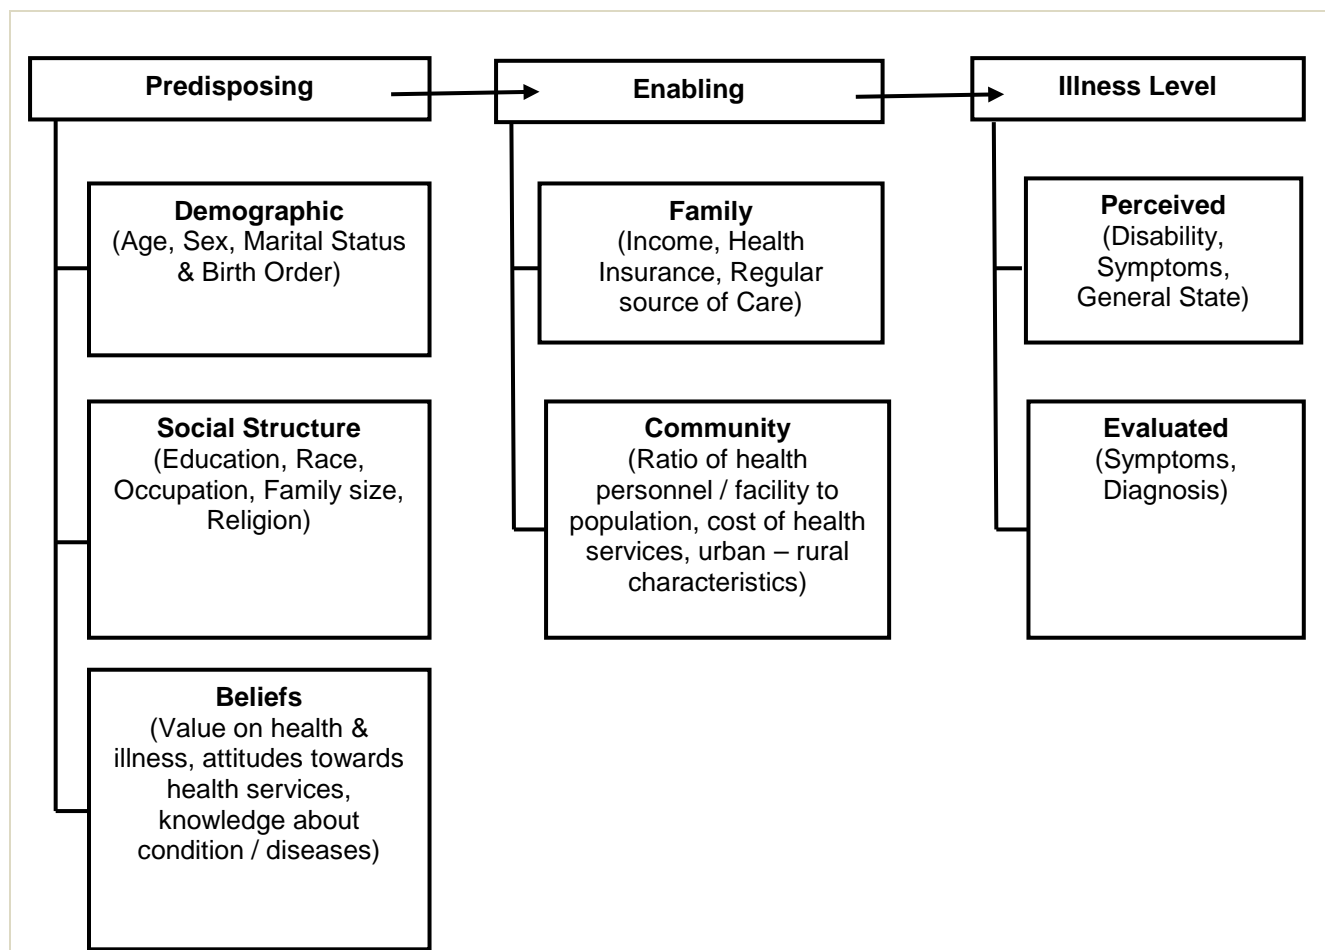 Predisposing
Enabling
Illness Level
Demographic
(Age, Sex, Marital Status
& Birth Order)
Family
(Income, Health
Insurance, Regular
source of Care)
Perceived
(Disability,
Symptoms,
General State)
Social Structure
(Education, Race,
Occupation, Family size,
Religion)
Community
(Ratio of health
personnel / facility to
population, cost of health
services, urban – rural
characteristics)
Evaluated
(Symptoms,
Diagnosis)
Beliefs
(Value on health &
illness, attitudes towards
health services,
knowledge about
condition / diseases)